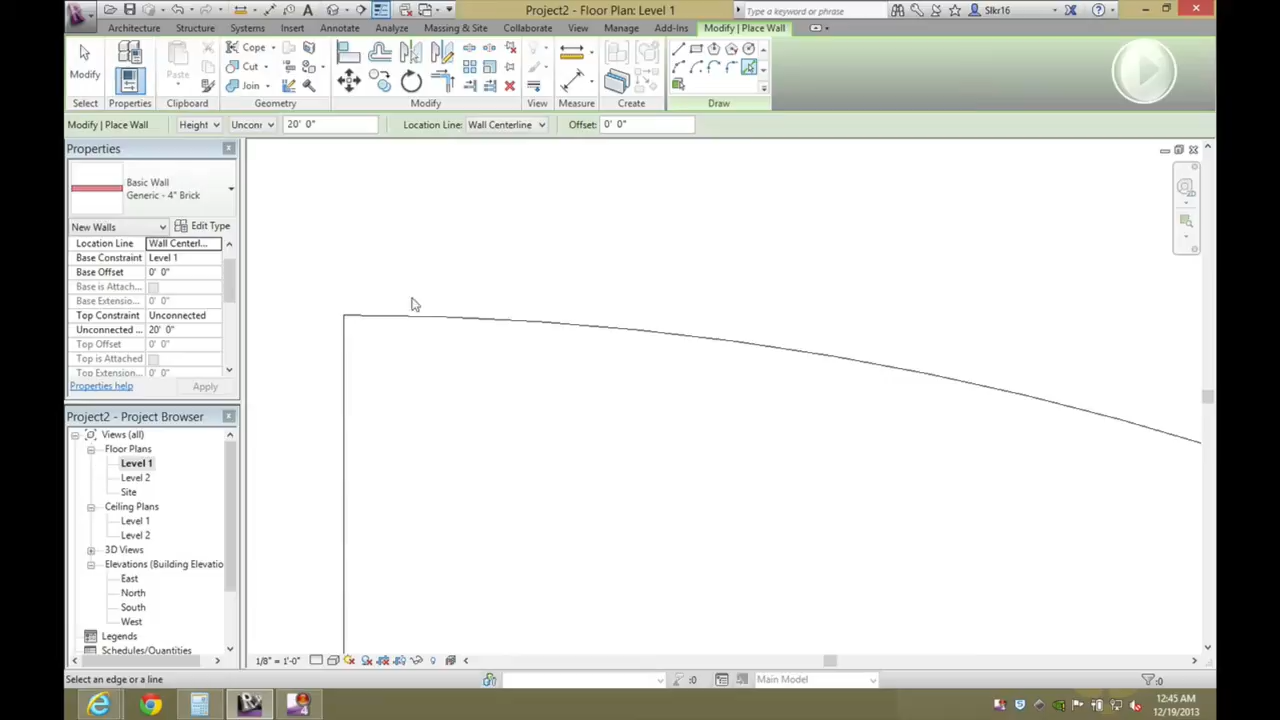 Project2 - Floor Plan: Level 1
Type a keyword or phrase
Slkr16
Architecture Structure Systems Insert Annotate Analyze Massing & Site Collaborate View Manage Add-Ins Modify | Place Wall
Modify
Paste
Cope
Cut
Join
Select Properties Clipboard Geometry Modify View Measure Create Draw
Modify | Place Wall Height Unconr 20' 0" Location Line: Wall Centerline Offset: 0' 0"
Properties
Basic Wall
Generic - 4" Brick
New Walls Edit Type
Location Line Wall Centerl...
Base Constraint Level 1
Base Offset 0' 0"
Base is Attach...
Base Extensio... 0' 0"
Top Constraint Unconnected
Unconnected ... 20' 0"
Top Offset 0' 0"
Top is Attached
Top Extension... 0' 0"
Properties help Apply
Project2 - Project Browser
Views (all)
Floor Plans
Level 1
Level 2
Site
Ceiling Plans
Level 1
Level 2
3D Views
Elevations (Building Elevatio
East
North
South
West
Legends
Schedules/Quantities
1/8" = 1'-0"
Select an edge or a line
:0
Main Model
:0
12:45 AM
12/19/2013